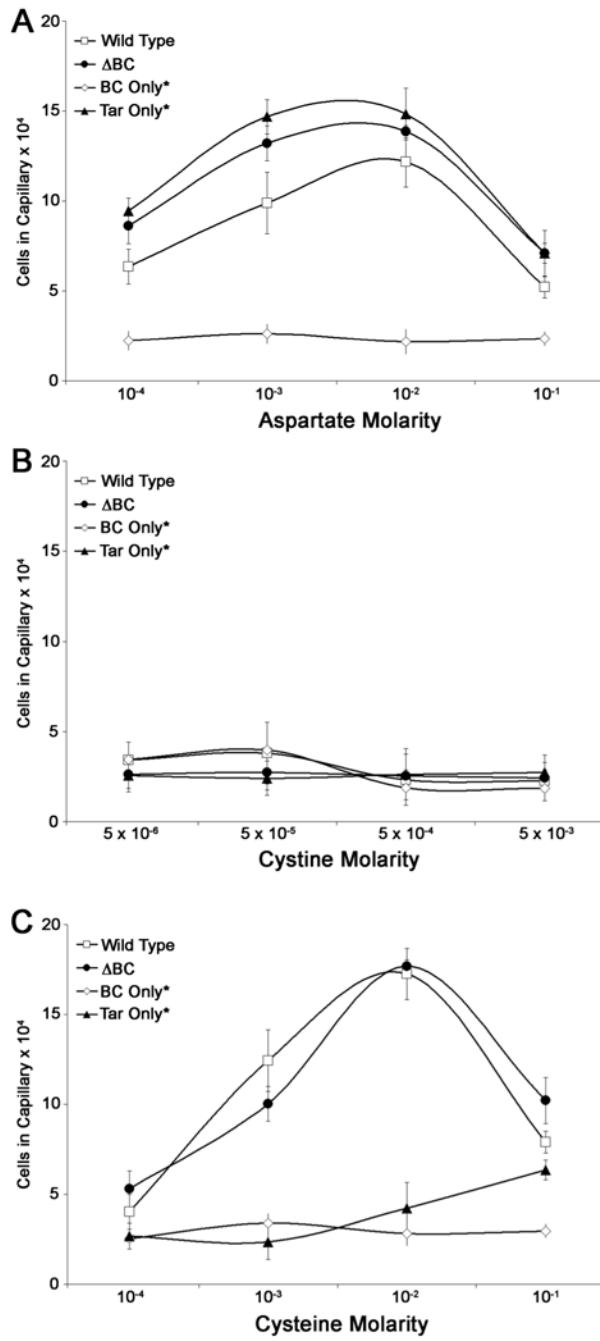 A
20
15
10
5
0
Cells in Capillary x 10⁴
Wild Type
ΔBC
BC Only*
Tar Only*
10⁻⁴ 10⁻³ 10⁻² 10⁻¹
Aspartate Molarity
B
20
15
10
5
0
Cells in Capillary x 10⁴
Wild Type
ΔBC
BC Only*
Tar Only*
5 x 10⁻⁶ 5 x 10⁻⁵ 5 x 10⁻⁴ 5 x 10⁻³
Cystine Molarity
C
20
15
10
5
0
Cells in Capillary x 10⁴
Wild Type
ΔBC
BC Only*
Tar Only*
10⁻⁴ 10⁻³ 10⁻² 10⁻¹
Cysteine Molarity